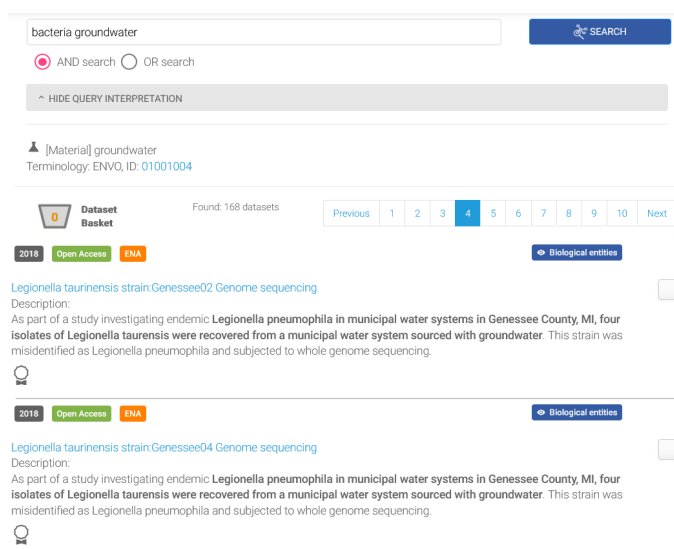 bacteria groundwater
SEARCH
AND search OR search
^ HIDE QUERY INTERPRETATION
[Material] groundwater
Terminology: ENVO, ID: 01001004
0 Dataset Basket
Found: 168 datasets
Previous 1 2 3 4 5 6 7 8 9 10 Next
2018 Open Access ENA Biological entities
Legionella taurinensis strain:Genessee02 Genome sequencing
Description:
As part of a study investigating endemic Legionella pneumophila in municipal water systems in Genessee County, MI, four
isolates of Legionella taurensis were recovered from a municipal water system sourced with groundwater. This strain was
misidentified as Legionella pneumophila and subjected to whole genome sequencing.
2018 Open Access ENA Biological entities
Legionella taurinensis strain:Genessee04 Genome sequencing
Description:
As part of a study investigating endemic Legionella pneumophila in municipal water systems in Genessee County, MI, four
isolates of Legionella taurensis were recovered from a municipal water system sourced with groundwater. This strain was
misidentified as Legionella pneumophila and subjected to whole genome sequencing.